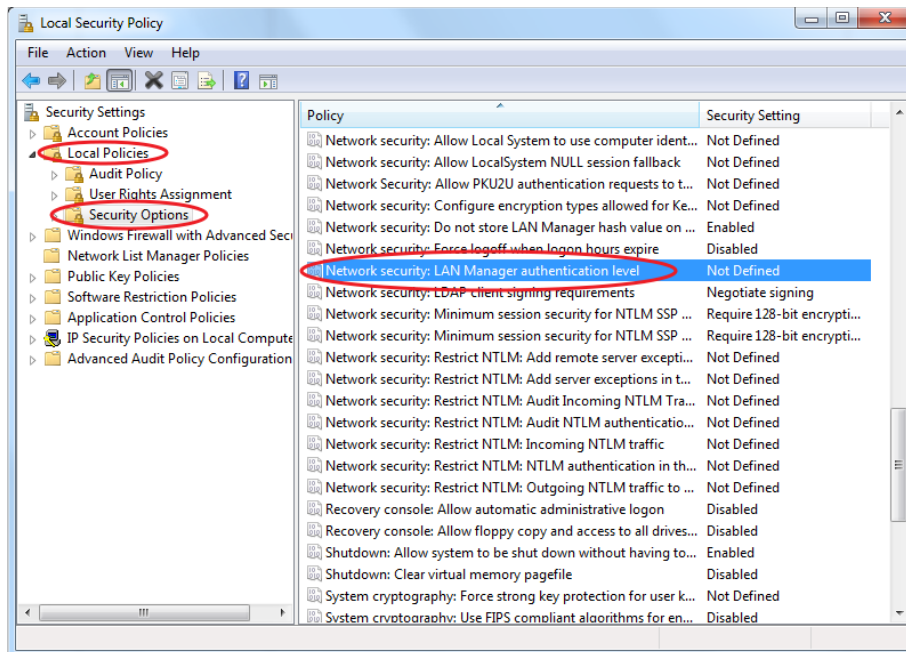 Local Security Policy
File Action View Help
Security Settings
Account Policies
Local Policies
Audit Policy
User Rights Assignment
Security Options
Windows Firewall with Advanced Secu
Network List Manager Policies
Public Key Policies
Software Restriction Policies
Application Control Policies
IP Security Policies on Local Compute
Advanced Audit Policy Configuration
Policy Security Setting
Network security: Allow Local System to use computer ident... Not Defined
Network security: Allow LocalSystem NULL session fallback Not Defined
Network Security: Allow PKU2U authentication requests to t... Not Defined
Network security: Configure encryption types allowed for Ke... Not Defined
Network security: Do not store LAN Manager hash value on ... Enabled
Network security: Force logoff when logon hours expire Disabled
Network security: LAN Manager authentication level Not Defined
Network security: LDAP client signing requirements Negotiate signing
Network security: Minimum session security for NTLM SSP ... Require 128-bit encrypti...
Network security: Minimum session security for NTLM SSP ... Require 128-bit encrypti...
Network security: Restrict NTLM: Add remote server excepti... Not Defined
Network security: Restrict NTLM: Add server exceptions in t... Not Defined
Network security: Restrict NTLM: Audit Incoming NTLM Tra... Not Defined
Network security: Restrict NTLM: Audit NTLM authenticatio... Not Defined
Network security: Restrict NTLM: Incoming NTLM traffic Not Defined
Network security: Restrict NTLM: NTLM authentication in th... Not Defined
Network security: Restrict NTLM: Outgoing NTLM traffic to ... Not Defined
Recovery console: Allow automatic administrative logon Disabled
Recovery console: Allow floppy copy and access to all drives... Disabled
Shutdown: Allow system to be shut down without having to... Enabled
Shutdown: Clear virtual memory pagefile Disabled
System cryptography: Force strong key protection for user k... Not Defined
System cryptography: Use FIPS compliant algorithms for en... Disabled